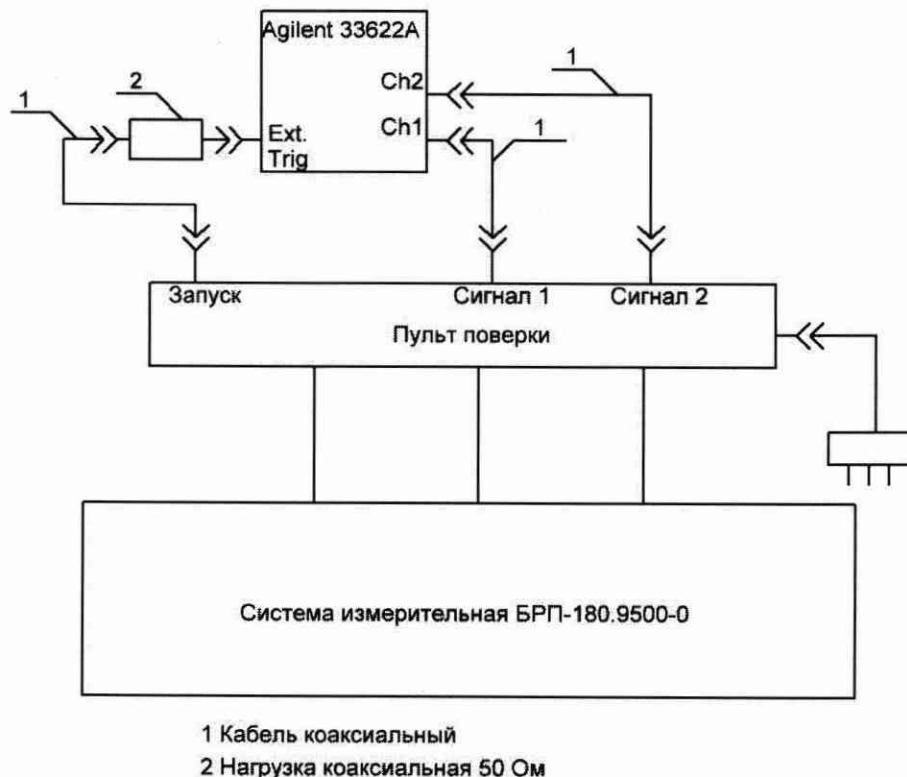 Agilent 33622A
1
2
1
Ch2
Ch1
1
Ext.
Trig
Запуск
Сигнал 1
Сигнал 2
Пульт поверки
Система измерительная БРП-180.9500-0
1 Кабель коаксиальный
2 Нагрузка коаксиальная 50 Ом